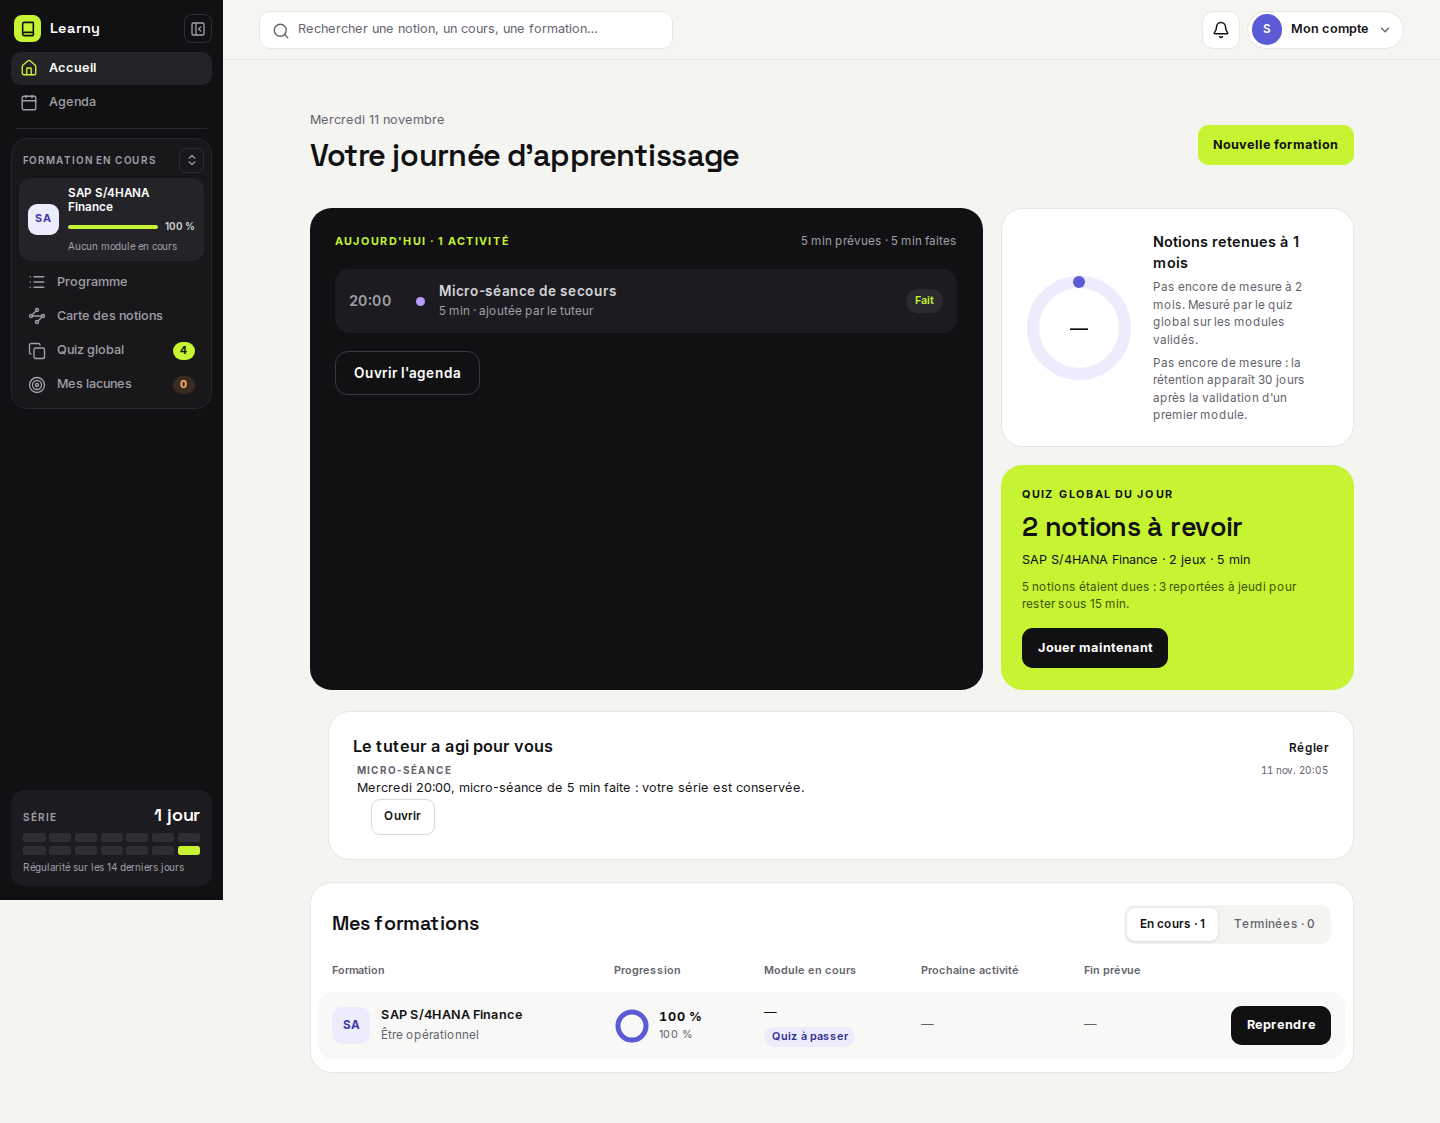 Learny
Rechercher une notion, un cours, une formation...
S
Mon compte
Accueil
Agenda
FORMATION EN COURS
SA
SAP S/4HANA
Finance
100 %
Aucun module en cours
Programme
Carte des notions
Quiz global
4
Mes lacunes
0
SÉRIE
1 jour
Régularité sur les 14 derniers jours
Mercredi 11 novembre
Votre journée d'apprentissage
Nouvelle formation
AUJOURD'HUI · 1 ACTIVITÉ
5 min prévues · 5 min faites
20:00
Micro-séance de secours
5 min · ajoutée par le tuteur
Fait
Ouvrir l'agenda
—
Notions retenues à 1
mois
Pas encore de mesure à 2
mois. Mesuré par le quiz
global sur les modules
validés.
Pas encore de mesure : la
rétention apparaît 30 jours
après la validation d'un
premier module.
QUIZ GLOBAL DU JOUR
2 notions à revoir
SAP S/4HANA Finance · 2 jeux · 5 min
5 notions étaient dues : 3 reportées à jeudi pour
rester sous 15 min.
Jouer maintenant
Le tuteur a agi pour vous
Régler
MICRO-SÉANCE
11 nov. 20:05
Mercredi 20:00, micro-séance de 5 min faite : votre série est conservée.
Ouvrir
Mes formations
En cours · 1
Terminées · 0
Formation
Progression
Module en cours
Prochaine activité
Fin prévue
SA
SAP S/4HANA Finance
Être opérationnel
100 %
100 %
—
Quiz à passer
—
—
Reprendre